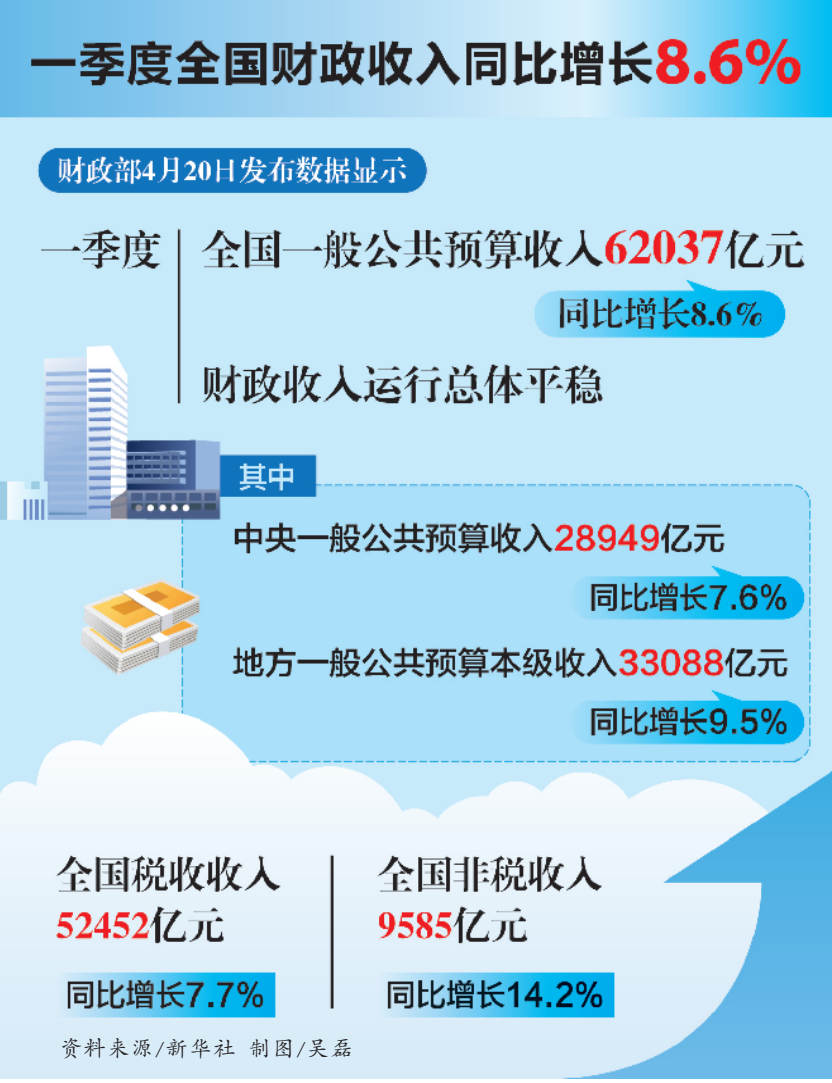 一季度全国财政收入同比增长8.6%
财政部4月20日发布数据显示
一季度
全国一般公共预算收入62037亿元
同比增长8.6%
财政收入运行总体平稳
其中
中央一般公共预算收入28949亿元
同比增长7.6%
地方一般公共预算本级收入33088亿元
同比增长9.5%
全国税收收入
52452亿元
同比增长7.7%
全国非税收入
9585亿元
同比增长14.2%
资料来源/新华社 制图/吴磊